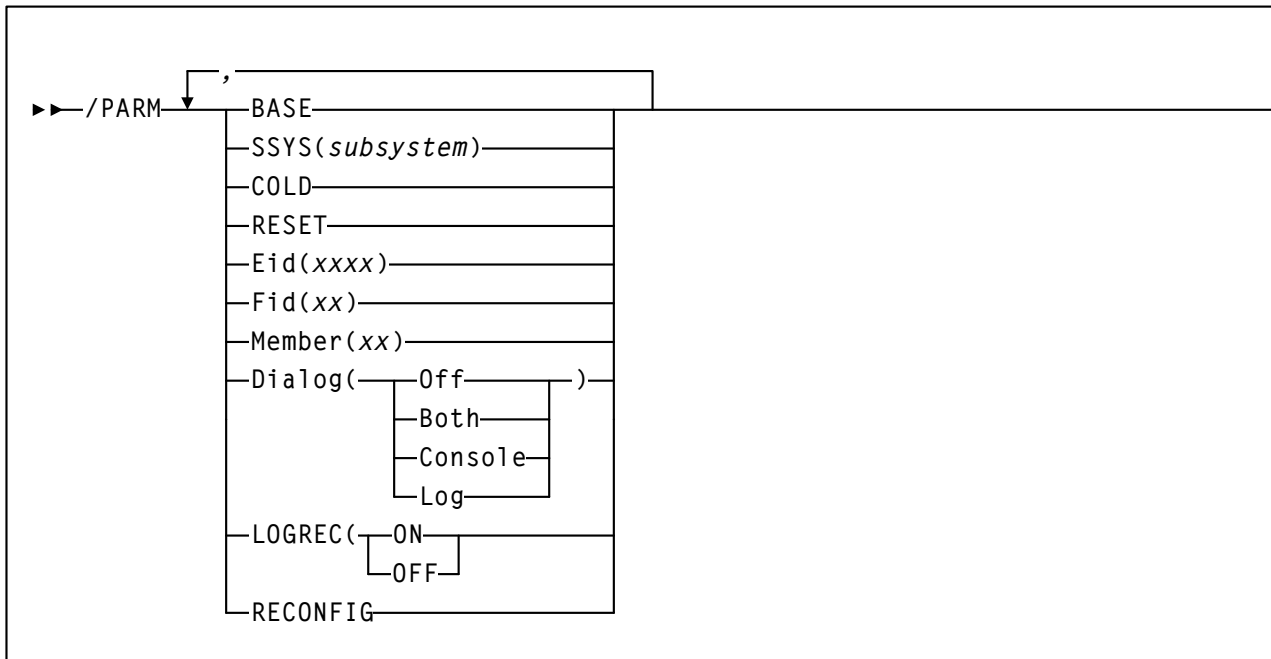 ,
►►/PARM BASE
SSYS(subsystem)
COLD
RESET
Eid(xxxx)
Fid(xx)
Member(xx)
Dialog( Off )
Both
Console
Log
LOGREC( ON
OFF
RECONFIG